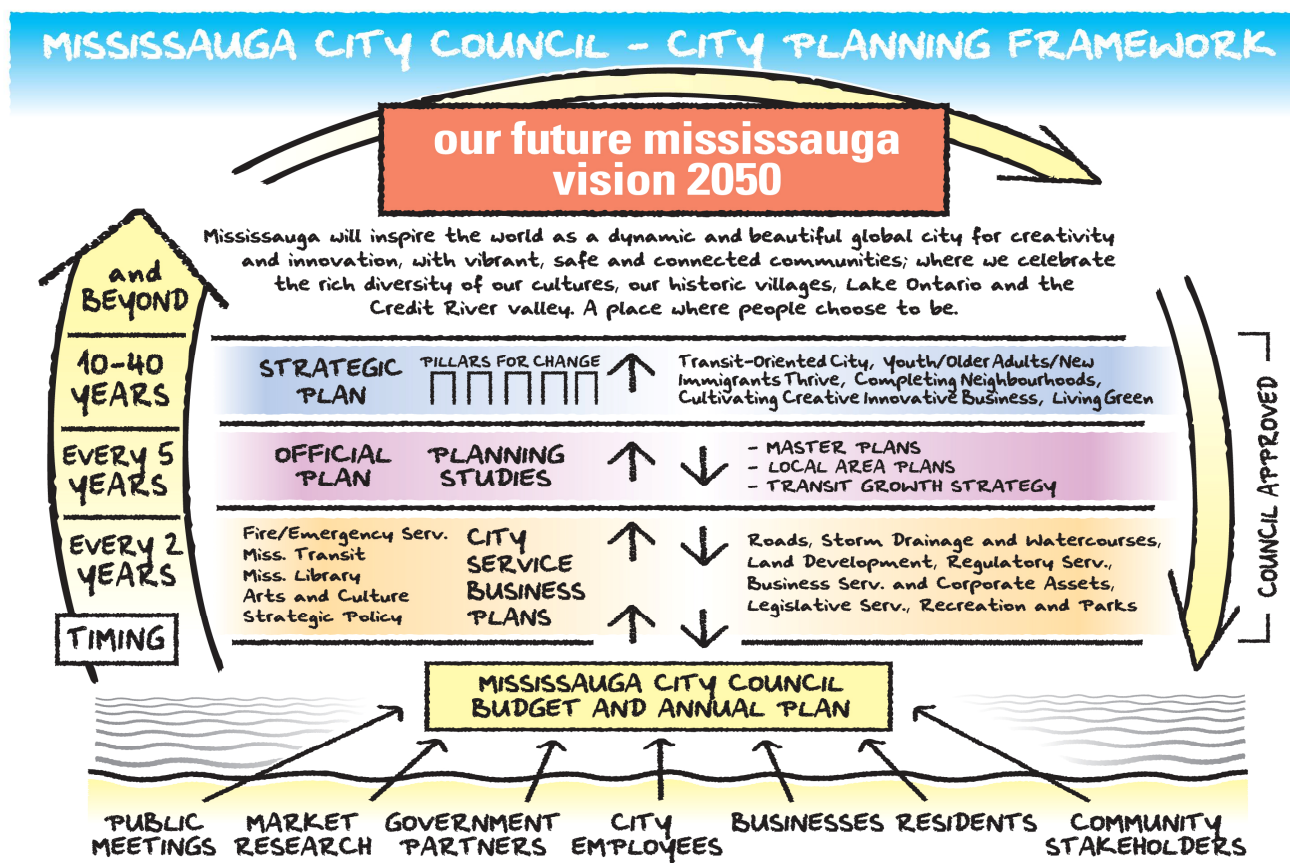 MISSISSAUGA CITY COUNCIL - CITY PLANNING FRAMEWORK
our future mississauga
vision 2050
Mississauga will inspire the world as a dynamic and beautiful global city for creativity
and innovation, with vibrant, safe and connected communities; where we celebrate
the rich diversity of our cultures, our historic villages, Lake Ontario and the
Credit River valley. A place where people choose to be.
and
BEYOND
10-40
YEARS
STRATEGIC
PLAN
PILLARS FOR CHANGE
Transit-Oriented City, Youth/Older Adults/New
Immigrants Thrive, Completing Neighbourhoods,
Cultivating Creative Innovative Business, Living Green
EVERY 5
YEARS
OFFICIAL
PLAN
PLANNING
STUDIES
- MASTER PLANS
- LOCAL AREA PLANS
- TRANSIT GROWTH STRATEGY
EVERY 2
YEARS
Fire/Emergency Serv.
Miss. Transit
Miss. Library
Arts and Culture
Strategic Policy
CITY
SERVICE
BUSINESS
PLANS
Roads, Storm Drainage and Watercourses,
Land Development, Regulatory Serv.,
Business Serv. and Corporate Assets,
Legislative Serv., Recreation and Parks
TIMING
COUNCIL APPROVED
MISSISSAUGA CITY COUNCIL
BUDGET AND ANNUAL PLAN
PUBLIC
MEETINGS
MARKET
RESEARCH
GOVERNMENT
PARTNERS
CITY
EMPLOYEES
BUSINESSES
RESIDENTS
COMMUNITY
STAKEHOLDERS